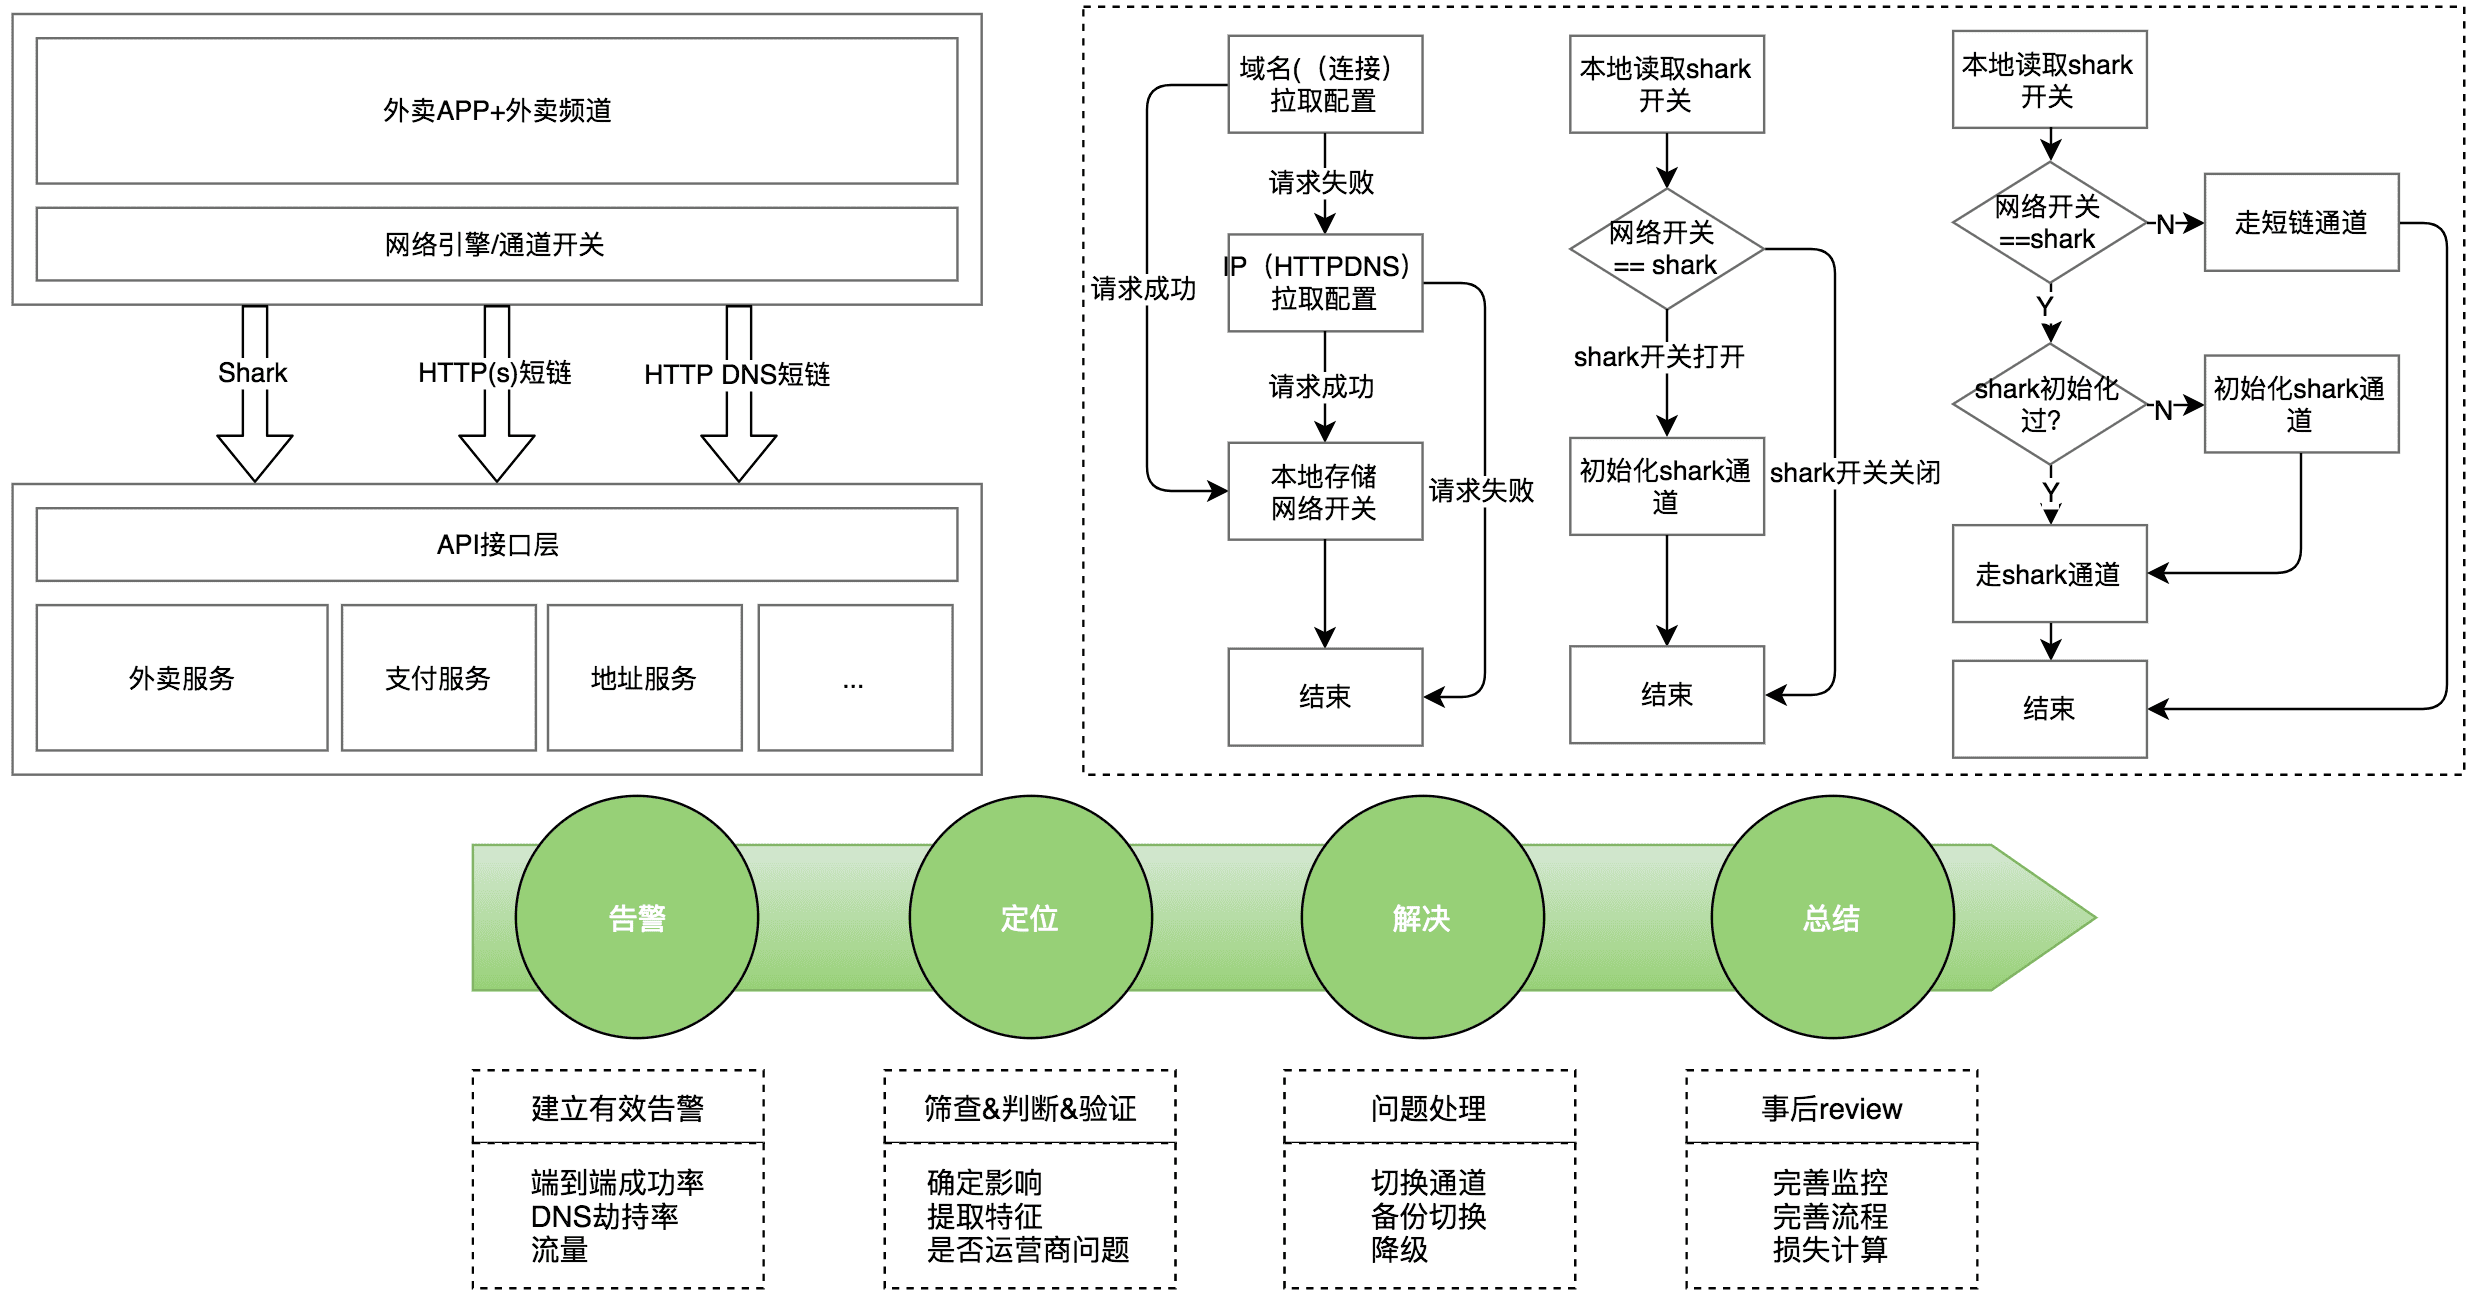 外卖APP+外卖频道
网络引擎/通道开关
Shark
HTTP(s)短链
HTTP DNS短链
API接口层
外卖服务
支付服务
地址服务
...
域名(（连接）
拉取配置
请求失败
IP（HTTPDNS）
拉取配置
请求成功
请求成功
本地存储
网络开关
请求失败
结束
本地读取shark
开关
网络开关
== shark
shark开关打开
初始化shark通
道
shark开关关闭
结束
本地读取shark
开关
网络开关
==shark
N
走短链通道
Y
shark初始化
过?
N
初始化shark通
道
Y
走shark通道
结束
告警
定位
解决
总结
建立有效告警
端到端成功率
DNS劫持率
流量
筛查&判断&验证
确定影响
提取特征
是否运营商问题
问题处理
切换通道
备份切换
降级
事后review
完善监控
完善流程
损失计算